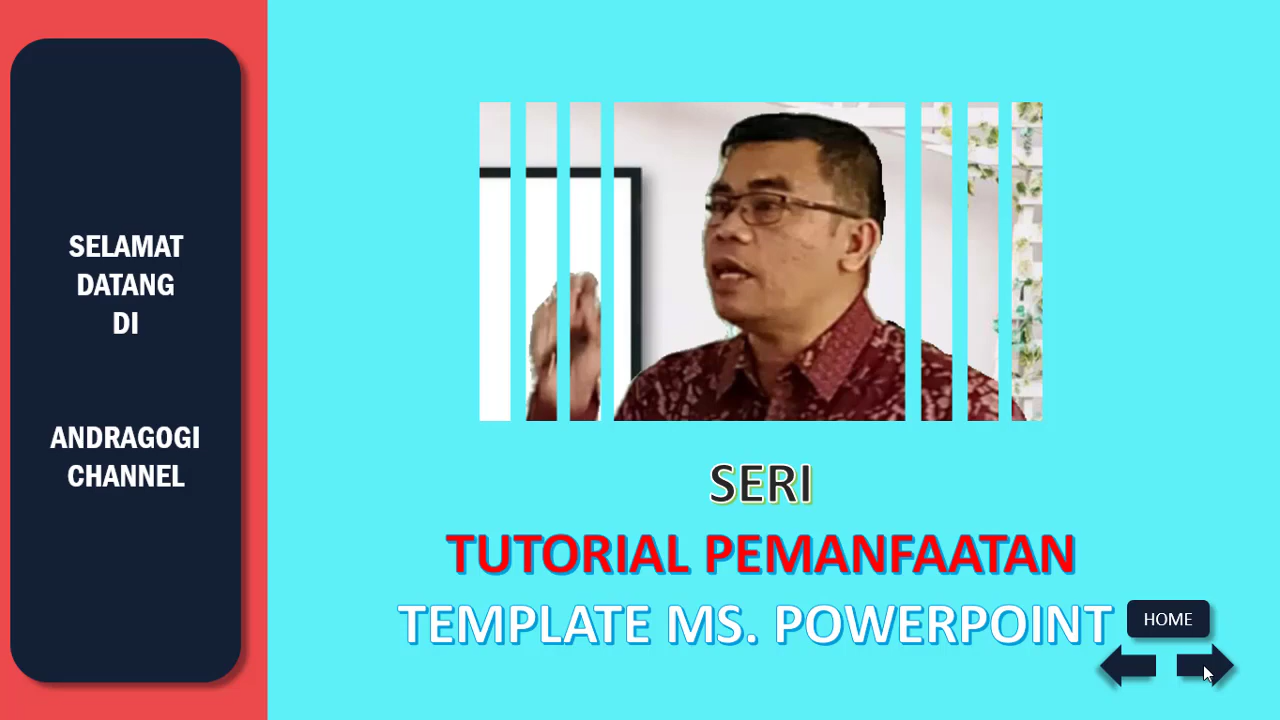 SELAMAT
DATANG
DI
ANDRAGOGI
CHANNEL
SERI
TUTORIAL PEMANFAATAN
TEMPLATE MS. POWERPOINT
HOME